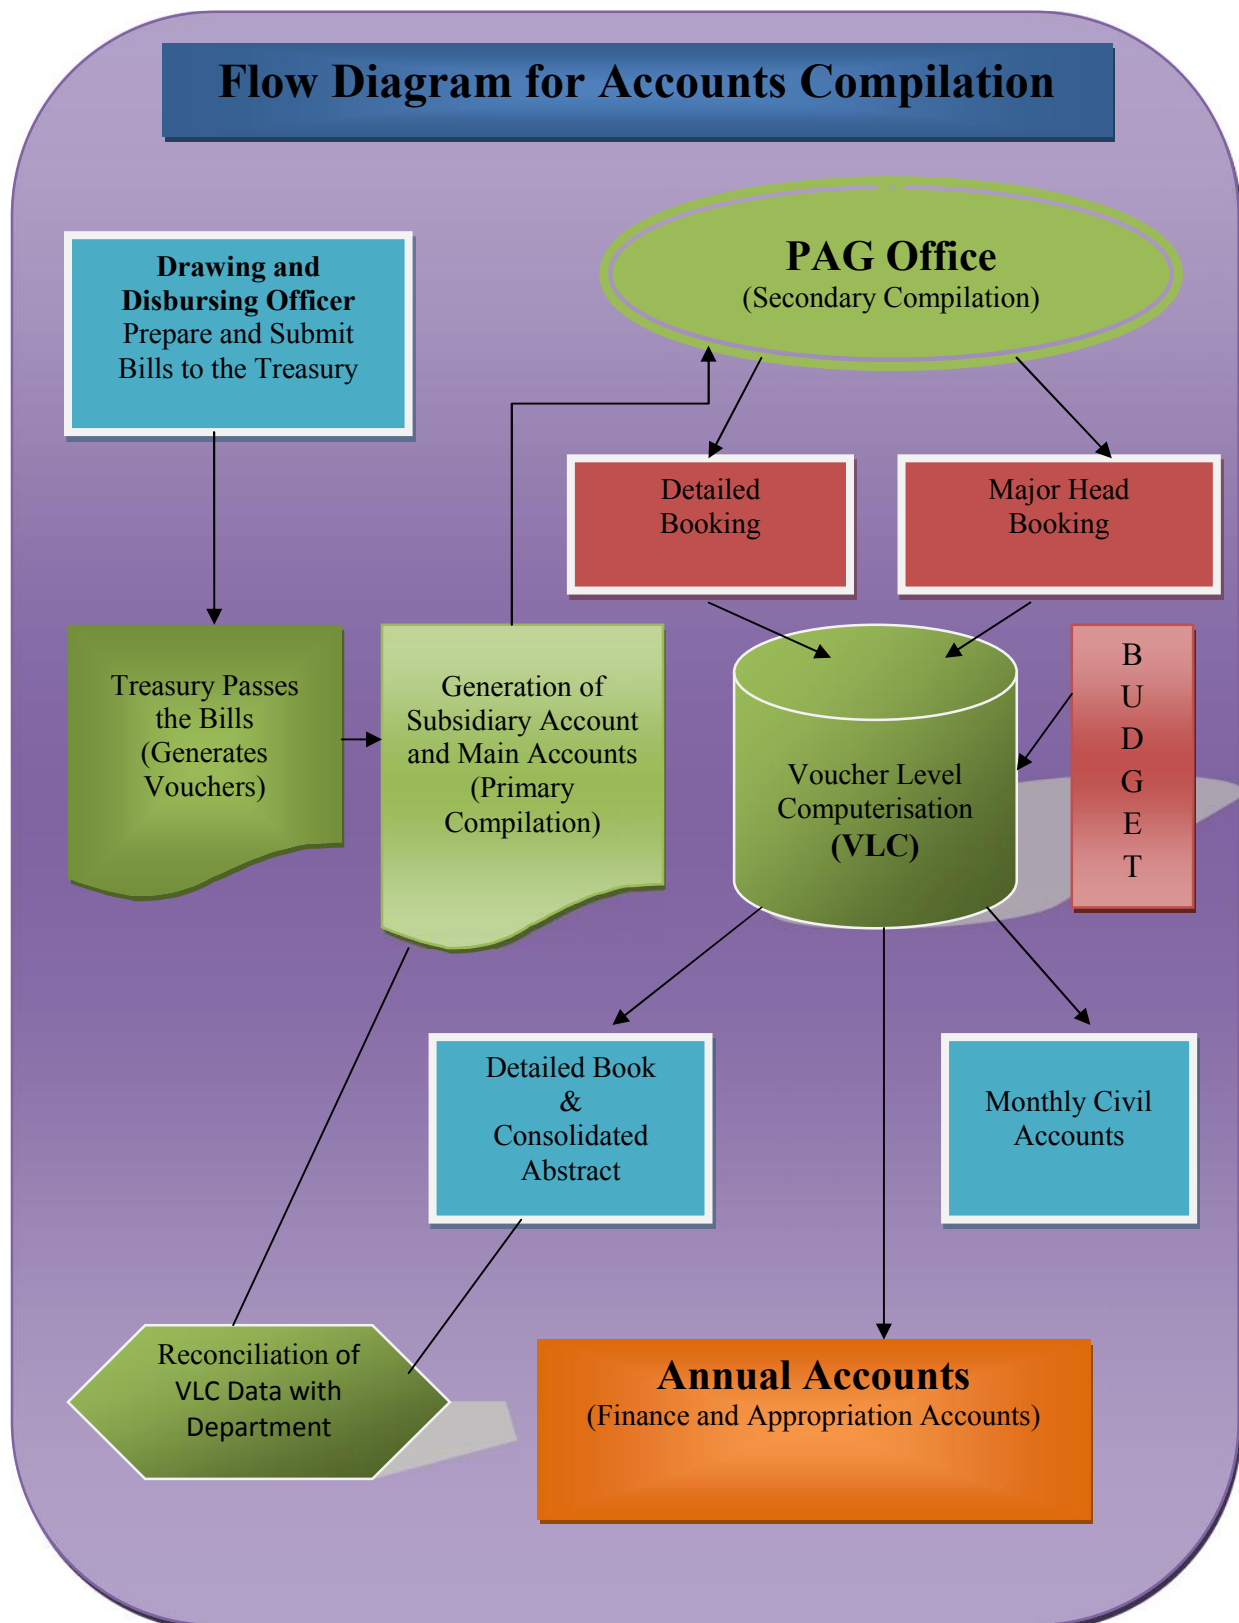 Flow Diagram for Accounts Compilation
PAG Office
(Secondary Compilation)
Drawing and
Disbursing Officer
Prepare and Submit
Bills to the Treasury
Detailed
Booking
Major Head
Booking
Treasury Passes
the Bills
(Generates
Vouchers)
Generation of
Subsidiary Account
and Main Accounts
(Primary
Compilation)
Voucher Level
Computerisation
(VLC)
B
U
D
G
E
T
Detailed Book
&
Consolidated
Abstract
Monthly Civil
Accounts
Reconciliation of
VLC Data with
Department
Annual Accounts
(Finance and Appropriation Accounts)